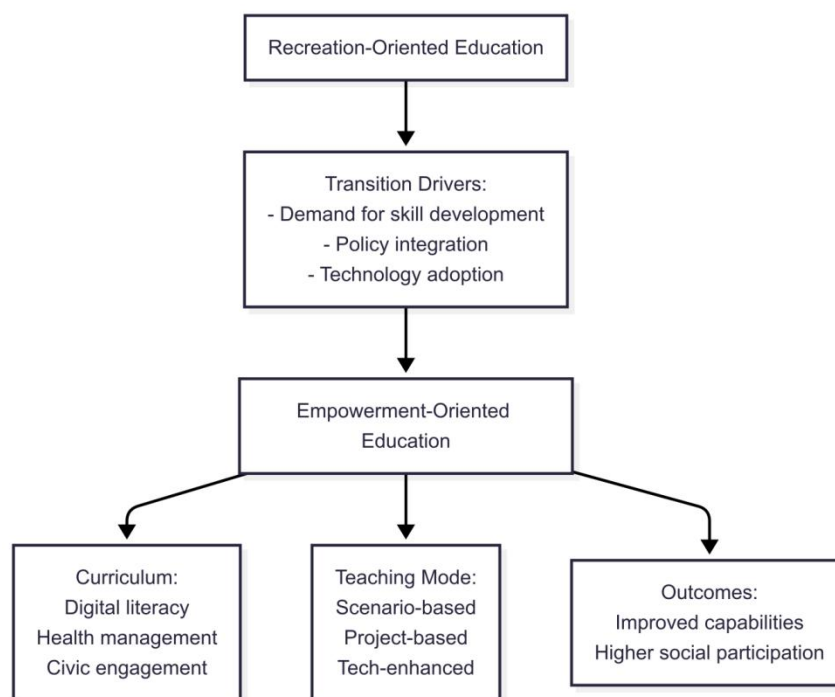 Recreation-Oriented Education
Transition Drivers:
- Demand for skill development
- Policy integration
- Technology adoption
Empowerment-Oriented
Education
Curriculum:
Digital literacy
Health management
Civic engagement
Teaching Mode:
Scenario-based
Project-based
Tech-enhanced
Outcomes:
Improved capabilities
Higher social participation